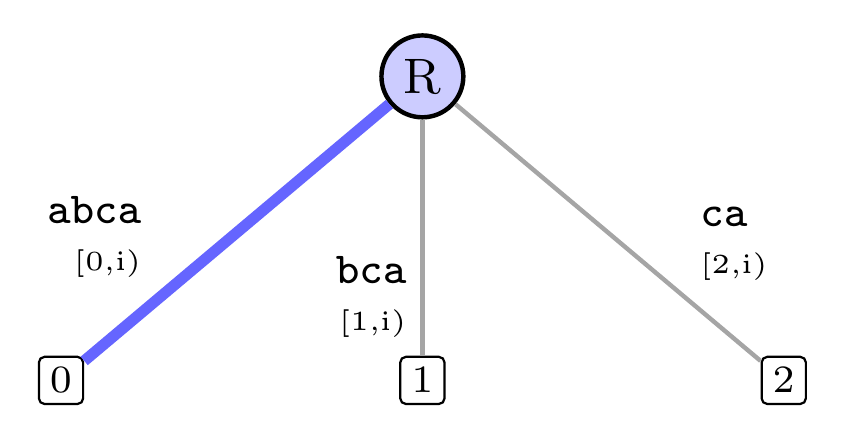 R
abca
[0,i)
ca
[2,i)
bca
[1,i)
0
1
2